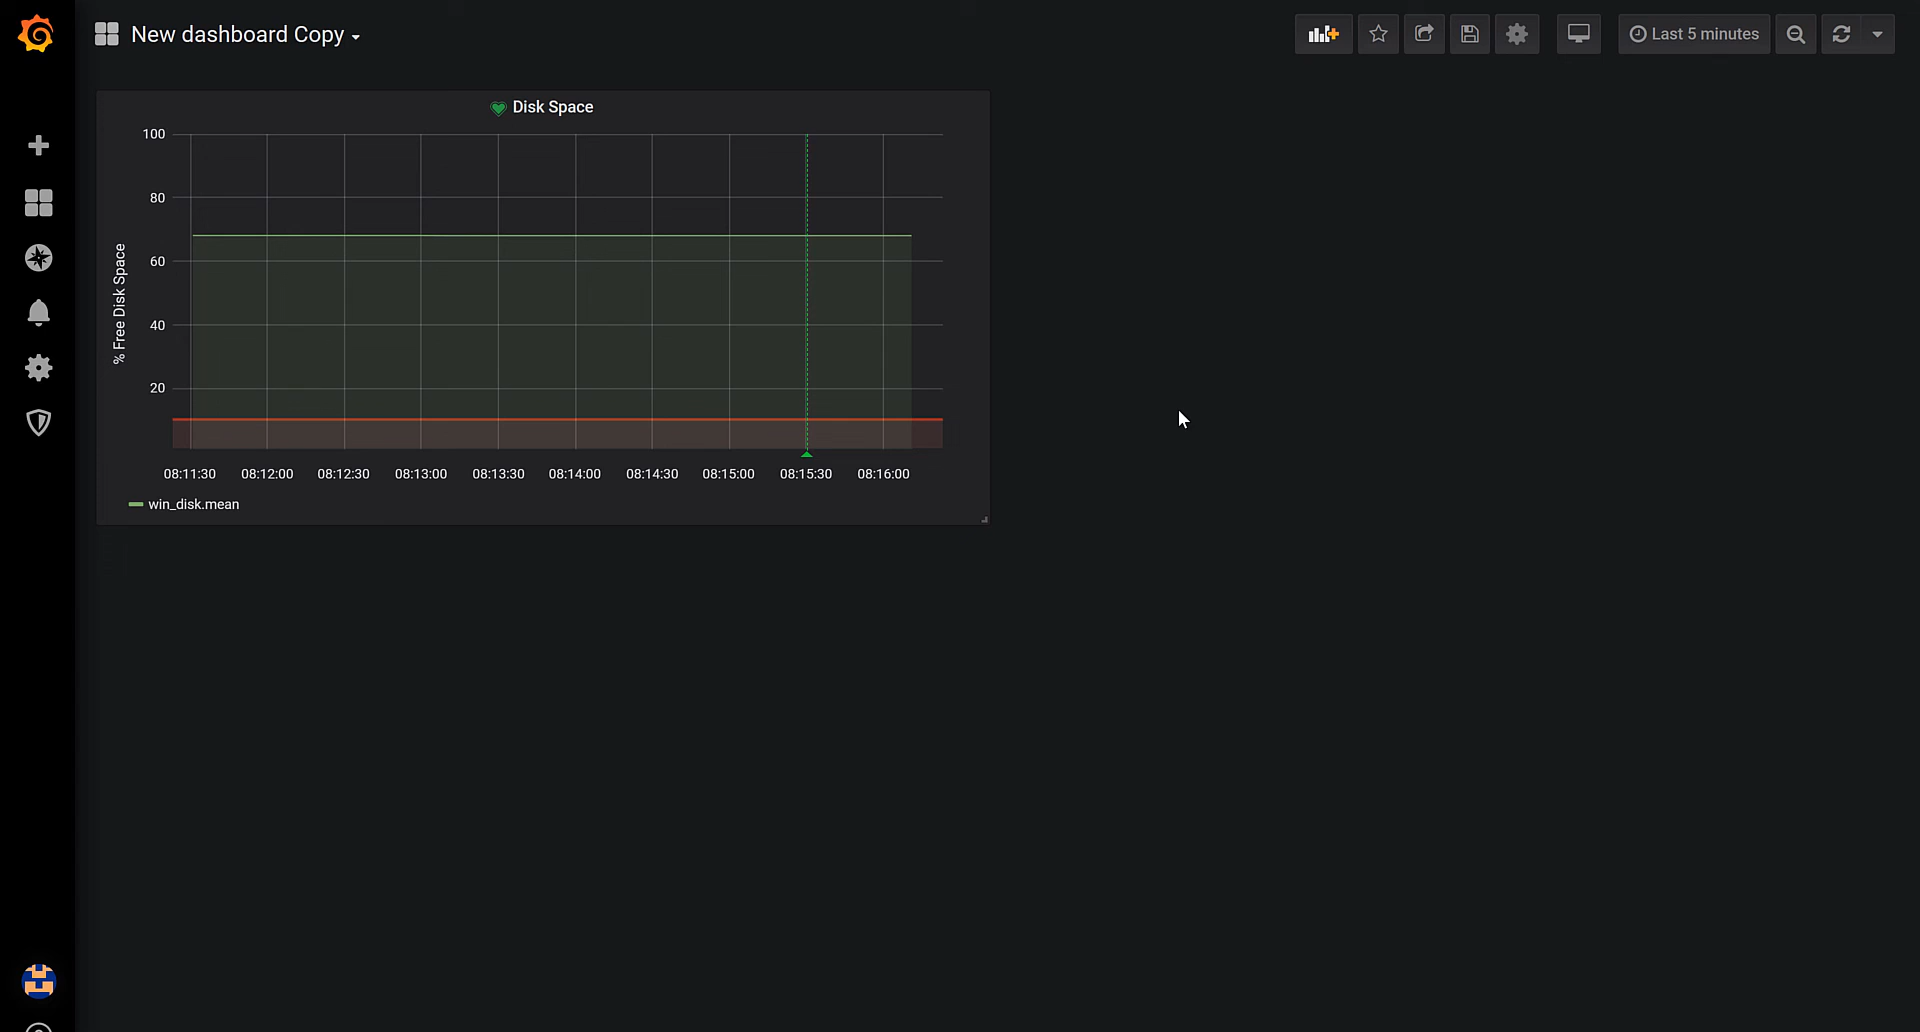 New dashboard Copy
Last 5 minutes
Disk Space
100
80
60
40
20
% Free Disk Space
08:11:30 08:12:00 08:12:30 08:13:00 08:13:30 08:14:00 08:14:30 08:15:00 08:15:30 08:16:00
win_disk.mean